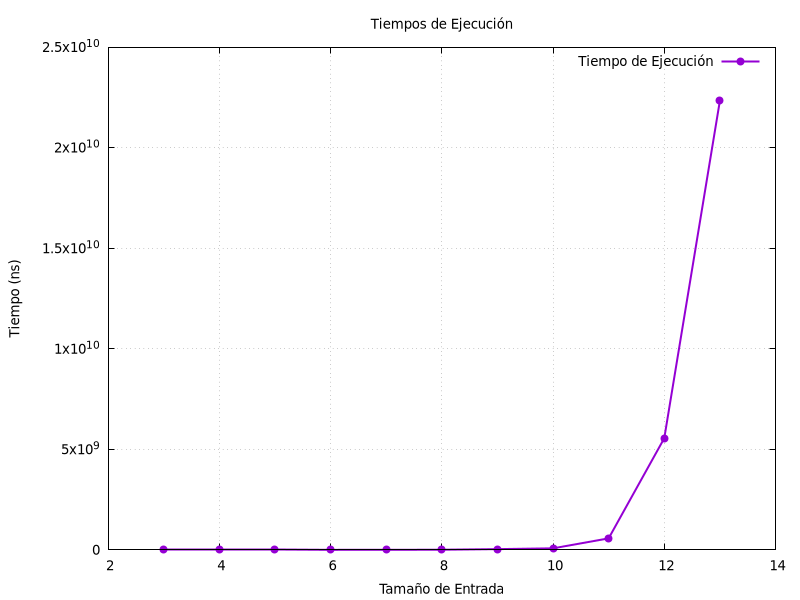 Tiempos de Ejecución
Tiempo de Ejecución
2.5x10^10
2x10^10
1.5x10^10
1x10^10
5x10^9
0
Tiempo (ns)
2 4 6 8 10 12 14
Tamaño de Entrada